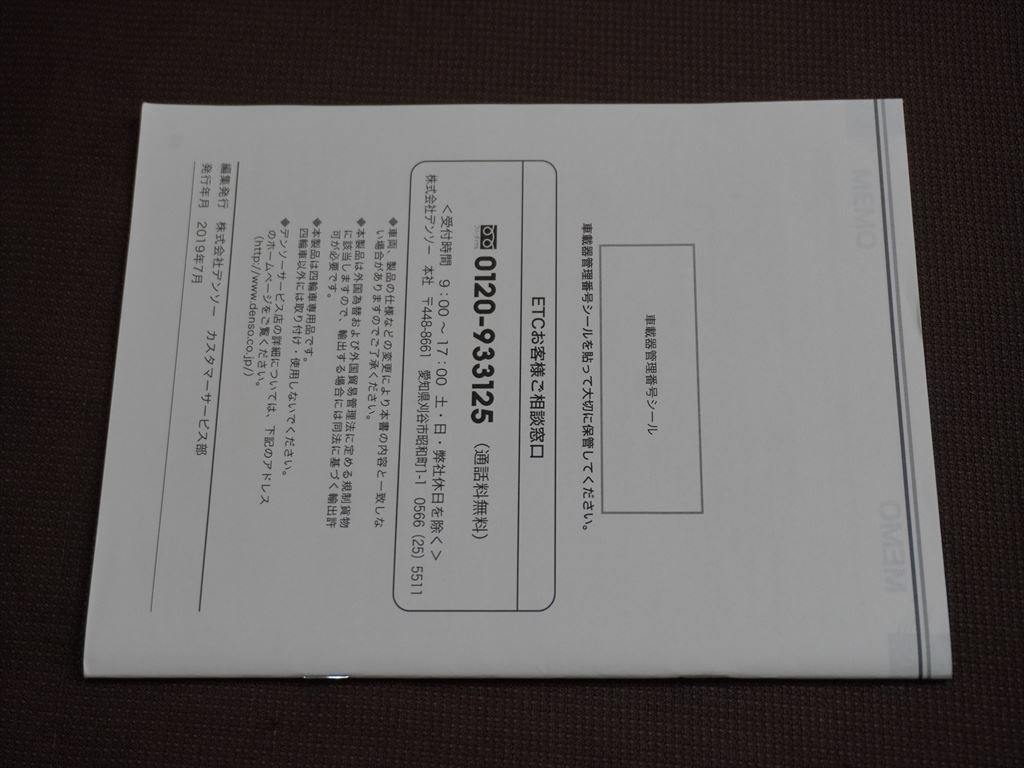 車載器管理番号シール
車載器管理番号シールを貼って大切に保管してください。
ETCお客様ご相談窓口
0120-933125 (通話料無料)
<受付時間 9:00～17:00 土・日・弊社休日を除く>
株式会社デンソー 本社 〒448-8661 愛知県刈谷市昭和町1-1 0566 (25) 5511
◆車両、製品の仕様などの変更により本書の内容と一致しな
い場合がありますのでご了承ください。
◆本製品は外国為替および外国貿易管理法に定める規制貨物
に該当しますので、輸出する場合には同法に基づく輸出許
可が必要です。
◆本製品は四輪車専用品です。
四輪車以外には取り付け・使用しないでください。
◆デンソーサービス店の詳細については、下記のアドレス
のホームページをご覧ください。
(http://www.denso.co.jp/)
編集発行 株式会社デンソー カスタマーサービス部
発行年月 2019年7月
MEMO
MEMO